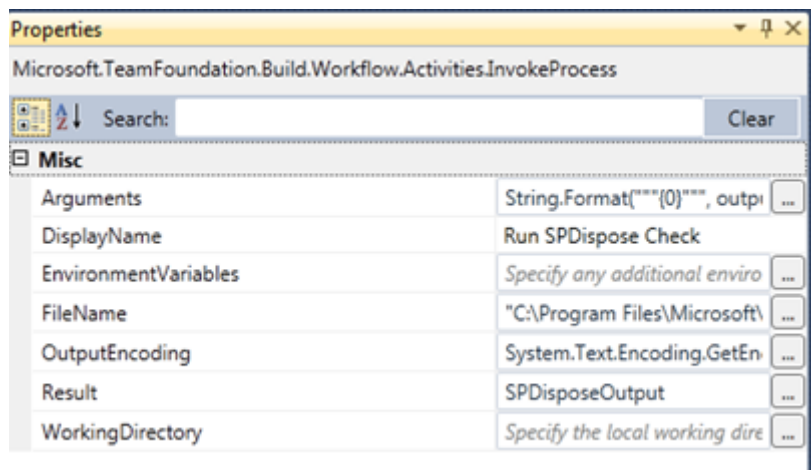 Properties
Microsoft.TeamFoundation.Build.Workflow.Activities.InvokeProcess
Search: Clear
Misc
Arguments String.Format("""{0}""", outpu ...
DisplayName Run SPDispose Check
EnvironmentVariables Specify any additional enviro ...
FileName "C:\Program Files\Microsoft\ ...
OutputEncoding System.Text.Encoding.GetEn ...
Result SPDisposeOutput ...
WorkingDirectory Specify the local working dire ...